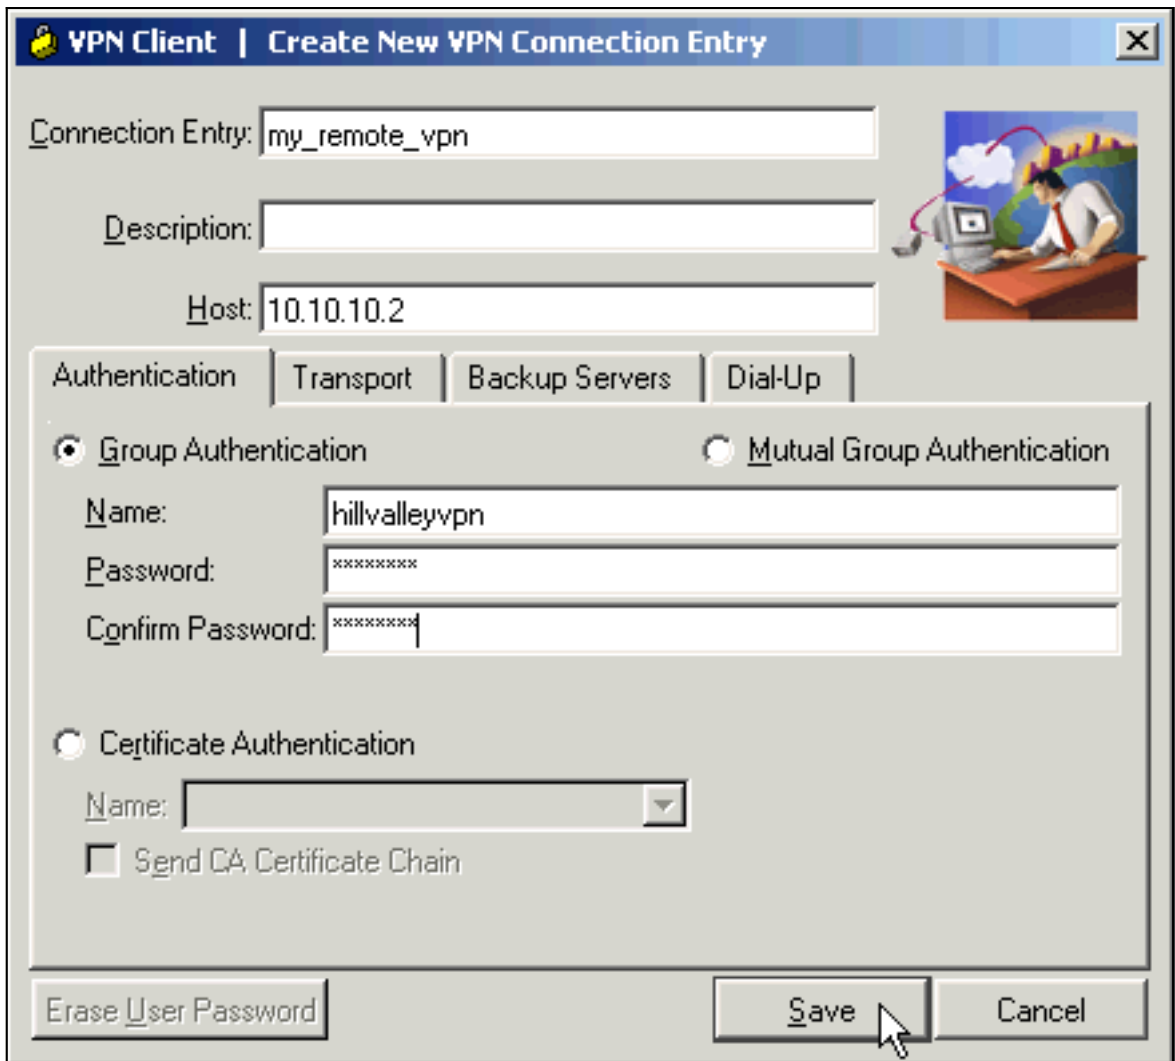 VPN Client | Create New VPN Connection Entry
Connection Entry: my_remote_vpn
Description:
Host: 10.10.10.2
Authentication Transport Backup Servers Dial-Up
Group Authentication Mutual Group Authentication
Name: hillvalleyvpn
Password: ********
Confirm Password: ********
Certificate Authentication
Name:
Send CA Certificate Chain
Erase User Password Save Cancel